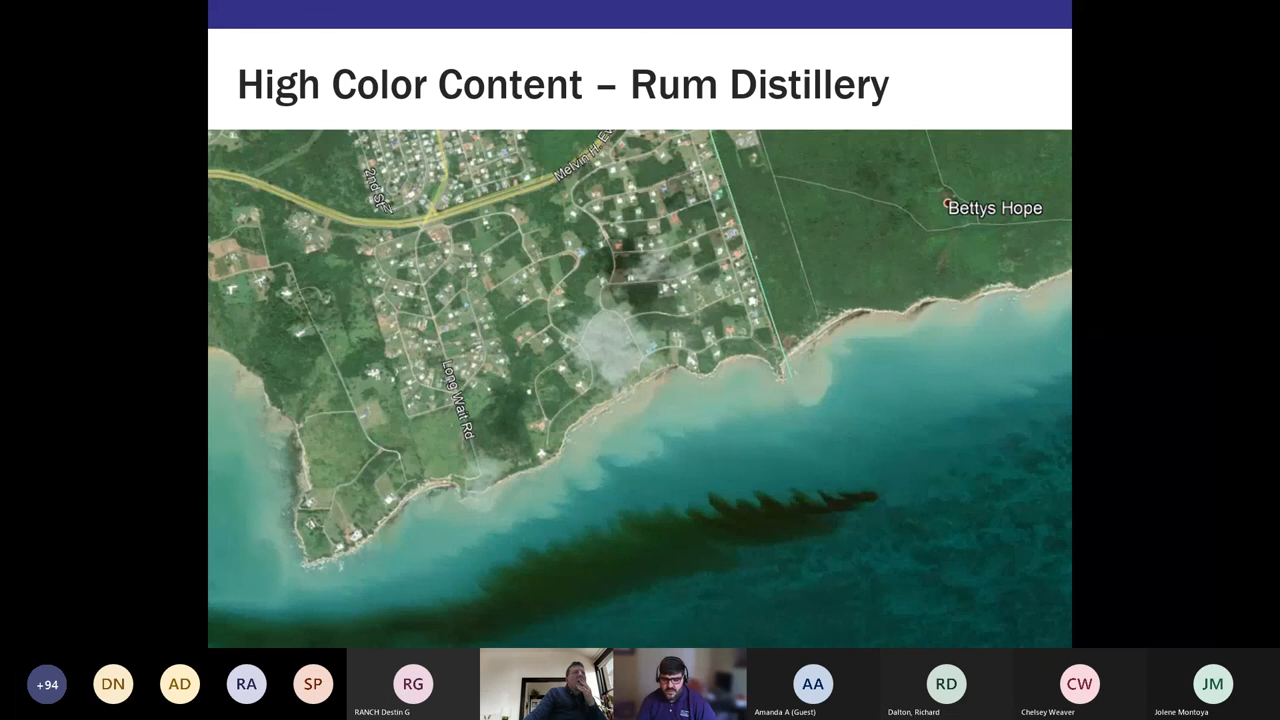 High Color Content – Rum Distillery
2nd St
Melvin H. Ev
Bettys Hope
Long Wait Rd
+94
DN
AD
RA
SP
RG
RANCH Destin G
AA
Amanda A (Guest)
RD
Dalton, Richard
CW
Chelsey Weaver
JM
Jolene Montoya